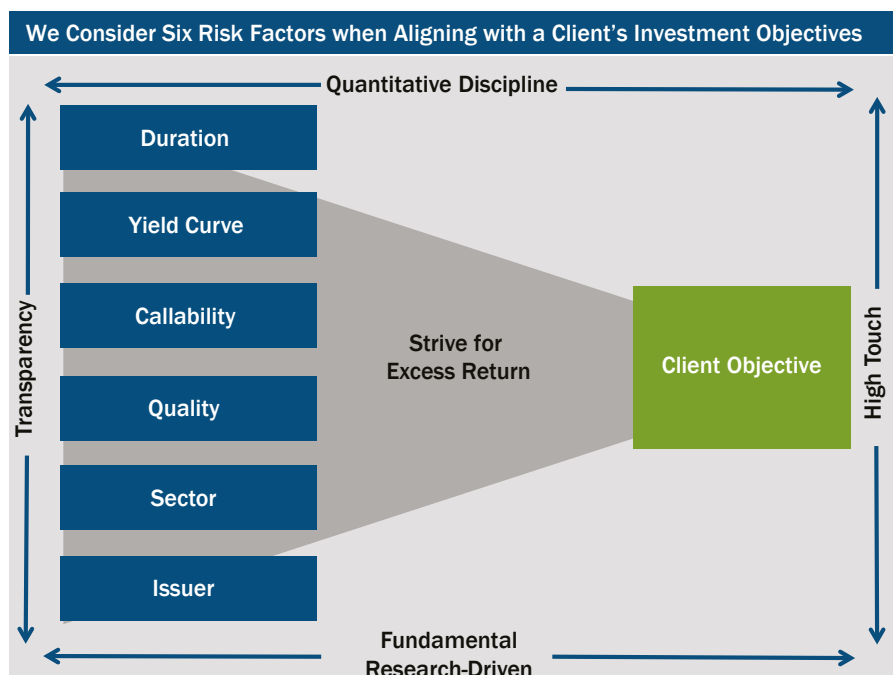 We Consider Six Risk Factors when Aligning with a Client's Investment Objectives
Quantitative Discipline
Duration
Yield Curve
Callability
Quality
Sector
Issuer
Transparency
Strive for
Excess Return
Client Objective
High Touch
Fundamental
Research-Driven